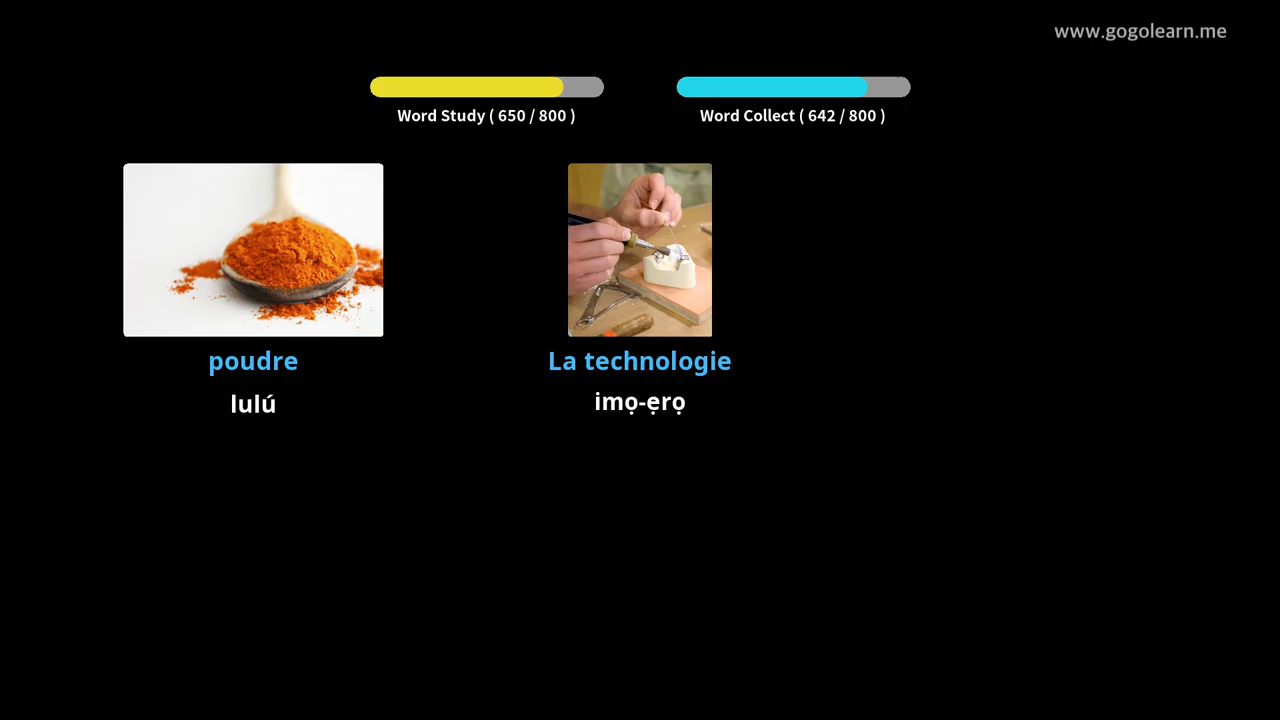 www.gogolearn.me
Word Study ( 650 / 800 )
Word Collect ( 642 / 800 )
poudre
lulú
La technologie
imọ-ẹrọ